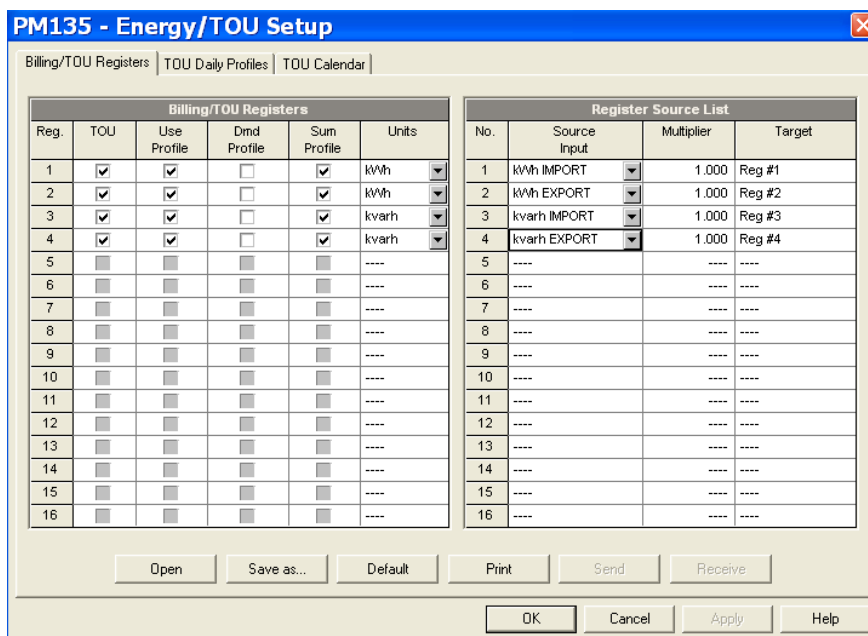 PM135 - Energy/TOU Setup
Billing/TOU Registers TOU Daily Profiles TOU Calendar
Billing/TOU Registers
Reg. TOU Use Profile Dmd Profile Sum Profile Units
1 kWh
2 kWh
3 kvarh
4 kvarh
5 ----
6 ----
7 ----
8 ----
9 ----
10 ----
11 ----
12 ----
13 ----
14 ----
15 ----
16 ----
Register Source List
No. Source Input Multiplier Target
1 kWh IMPORT 1.000 Reg #1
2 kWh EXPORT 1.000 Reg #2
3 kvarh IMPORT 1.000 Reg #3
4 kvarh EXPORT 1.000 Reg #4
5 ---- ---- ----
6 ---- ---- ----
7 ---- ---- ----
8 ---- ---- ----
9 ---- ---- ----
10 ---- ---- ----
11 ---- ---- ----
12 ---- ---- ----
13 ---- ---- ----
14 ---- ---- ----
15 ---- ---- ----
16 ---- ---- ----
Open Save as... Default Print Send Receive
OK Cancel Apply Help